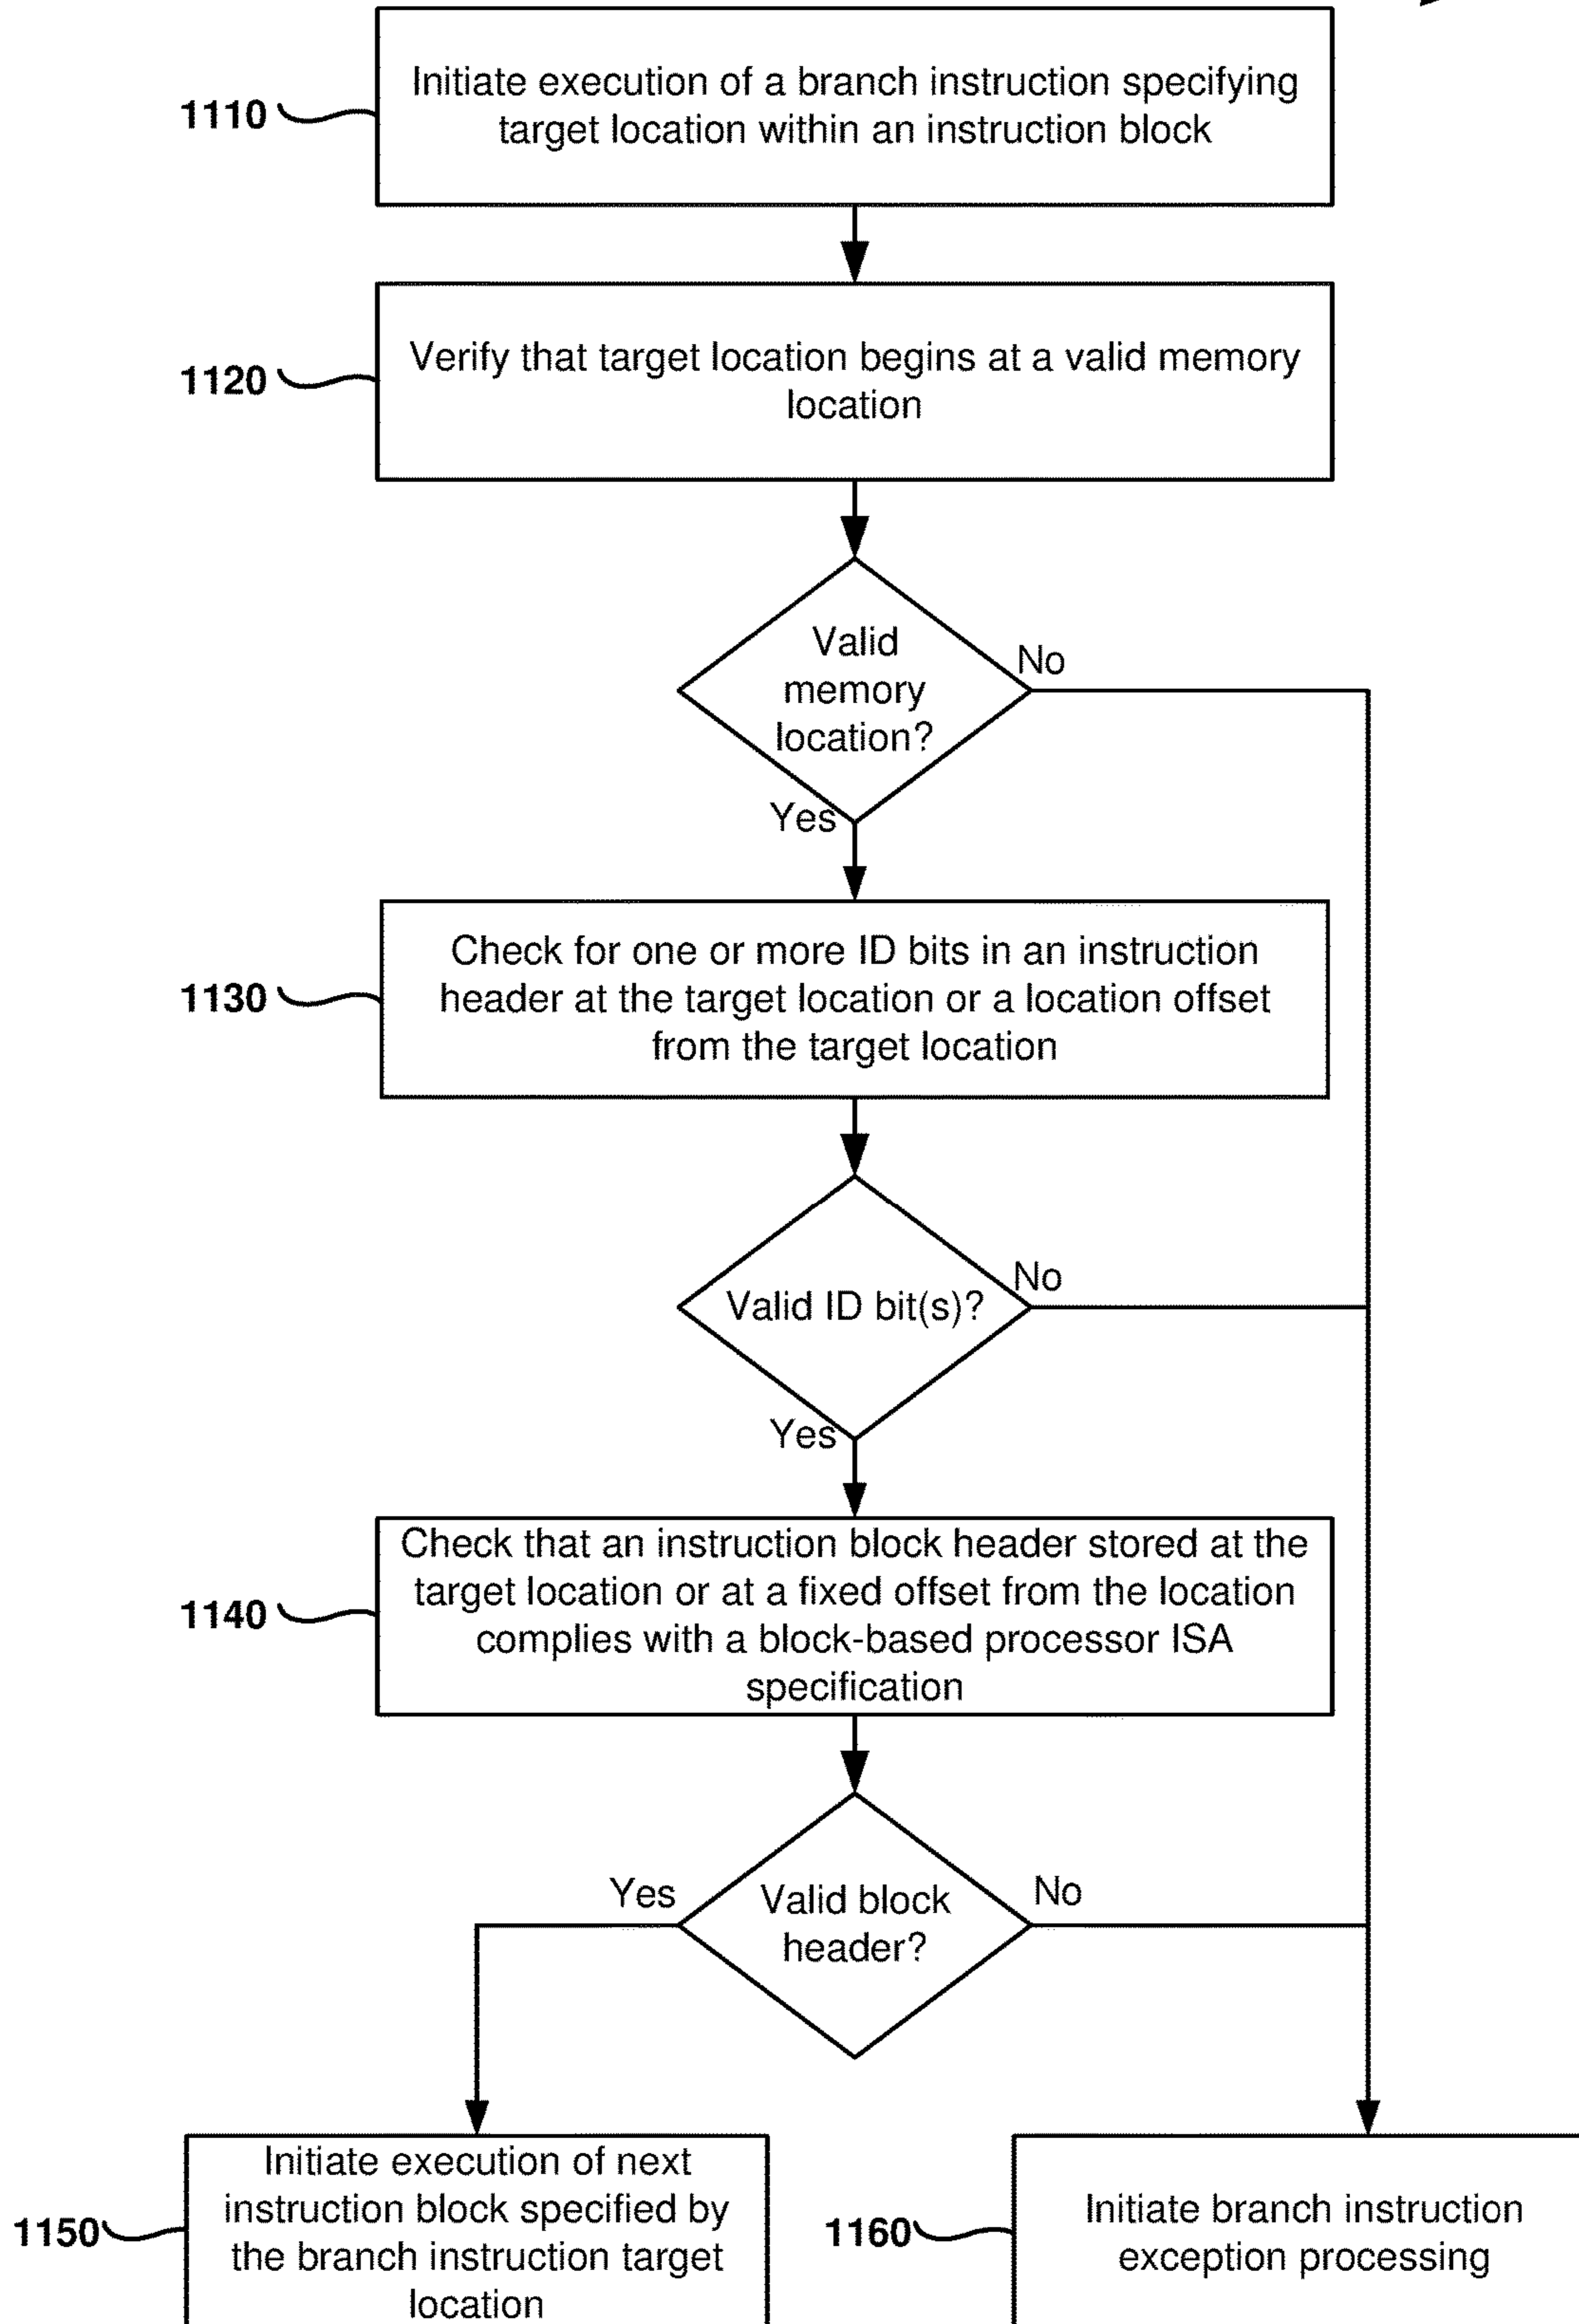 Initiate execution of a branch instruction specifying
target location within an instruction block
1110
Verify that target location begins at a valid memory
location
1120
Valid
memory
location?
No
Yes
Check for one or more ID bits in an instruction
header at the target location or a location offset
from the target location
1130
Valid ID bit(s)?
No
Yes
Check that an instruction block header stored at the
target location or at a fixed offset from the location
complies with a block-based processor ISA
specification
1140
Yes
Valid block
header?
No
Initiate execution of next
instruction block specified by
the branch instruction target
location
1150
1160
Initiate branch instruction
exception processing